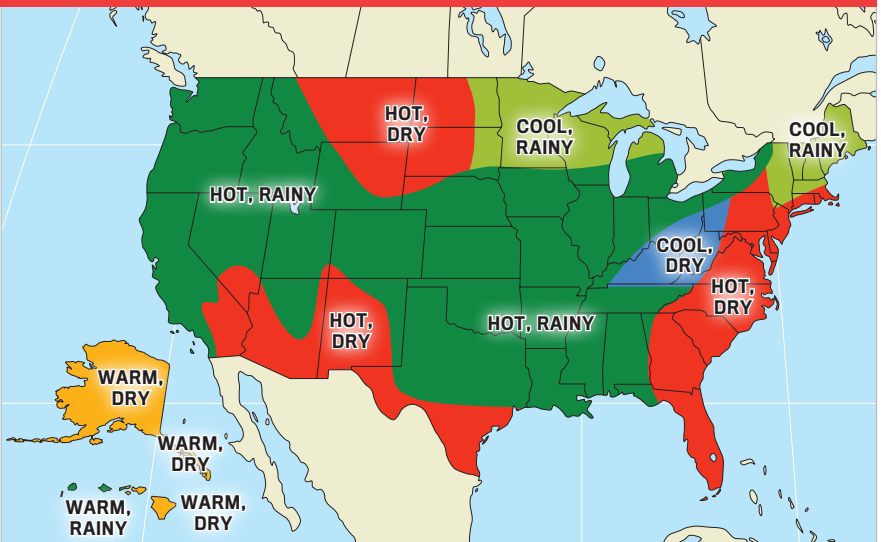 HOT,
DRY
COOL,
RAINY
COOL,
RAINY
HOT, RAINY
COOL,
DRY
HOT,
DRY
HOT,
DRY
HOT, RAINY
WARM,
DRY
WARM,
DRY
WARM,
RAINY
WARM,
DRY